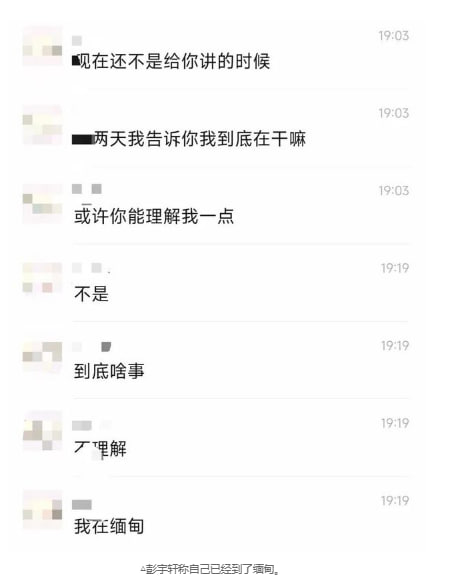 19:03
现在还不是给你讲的时候
19:03
两天我告诉你我到底在干嘛
19:03
或许你能理解我一点
19:19
不是
19:19
到底啥事
19:19
不理解
19:19
我在缅甸
△彭宇轩称自己已经到了缅甸。